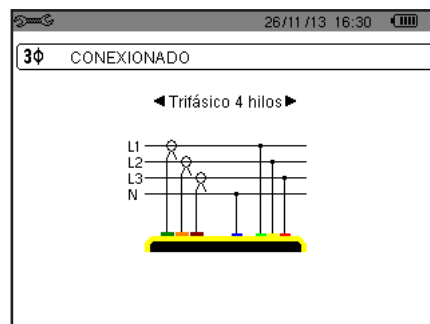 26/11/13 16:30
3Φ CONEXIONADO
◄Trifásico 4 hilos►
L1
L2
L3
N